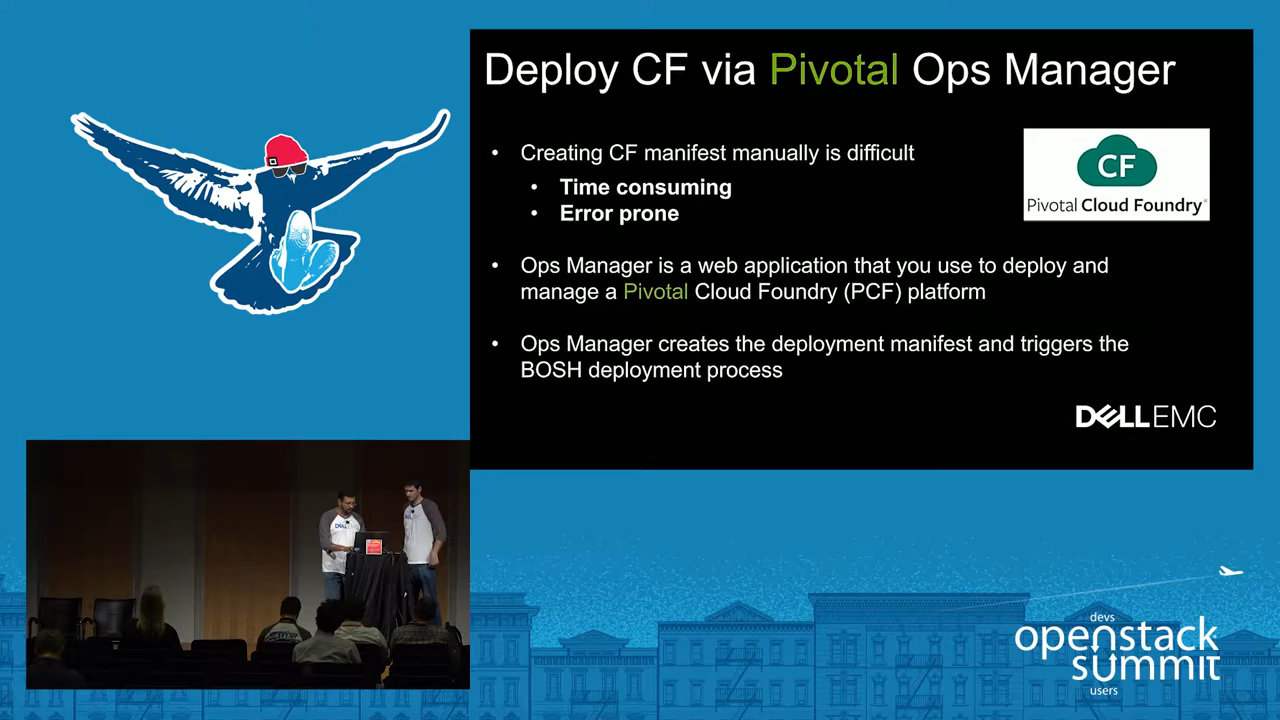 Deploy CF via Pivotal Ops Manager
• Creating CF manifest manually is difficult
• Time consuming
• Error prone
CF
Pivotal Cloud Foundry®
• Ops Manager is a web application that you use to deploy and
manage a Pivotal Cloud Foundry (PCF) platform
• Ops Manager creates the deployment manifest and triggers the
BOSH deployment process
DELLEMC
devs
openstack
summit
users